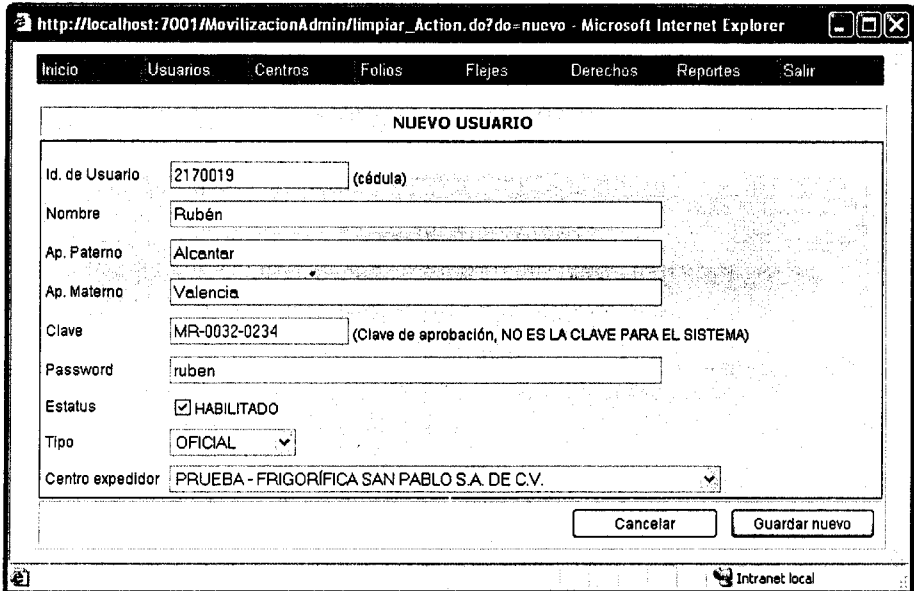 http://localhost:7001/MovilizacionAdmin/limpiar_Action.do?do=nuevo - Microsoft Internet Explorer
Inicio Usuarios Centros Folios Flejes Derechos Reportes Salir
NUEVO USUARIO
Id. de Usuario 2170019 (cédula)
Nombre Rubén
Ap. Paterno Alcantar
Ap. Materno Valencia
Clave MR-0032-0234 (Clave de aprobación, NO ES LA CLAVE PARA EL SISTEMA)
Password ruben
Estatus HABILITADO
Tipo OFICIAL
Centro expedidor PRUEBA - FRIGORÍFICA SAN PABLO S.A. DE C.V.
Cancelar Guardar nuevo
Intranet local